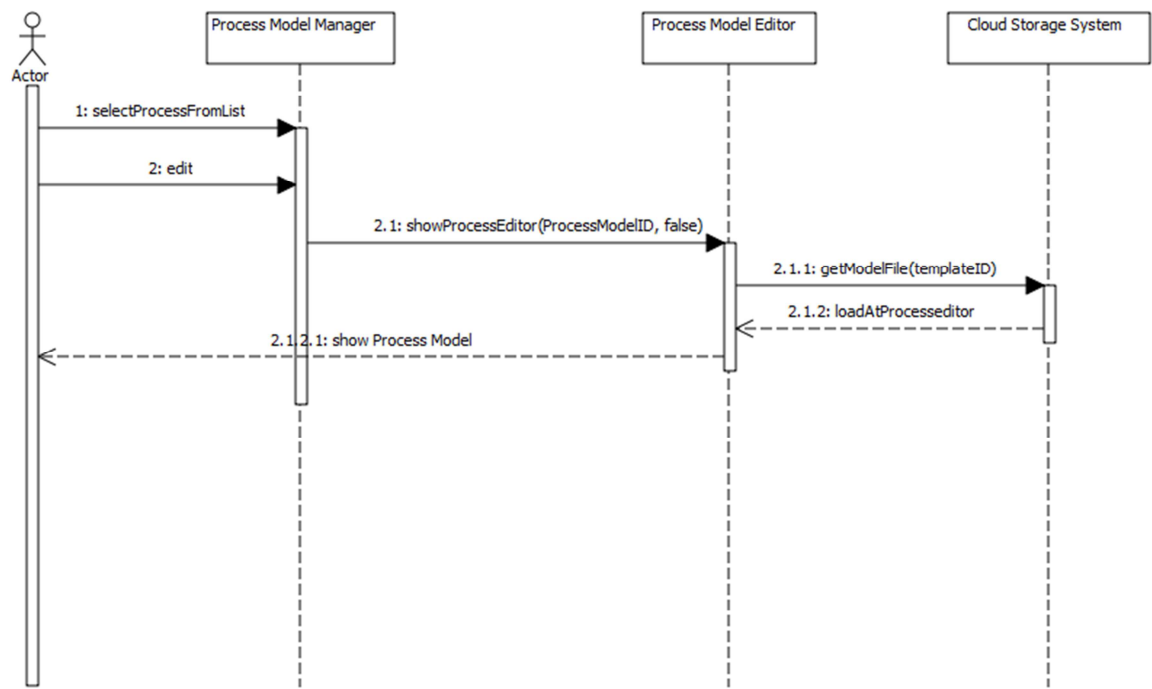 Process Model Manager
Process Model Editor
Cloud Storage System
Actor
1: selectProcessFromList
2: edit
2.1: showProcessEditor(ProcessModelID, false)
2.1.1: getModelFile(templateID)
2.1.2: loadAtProcesseditor
2.1.2.1: show Process Model